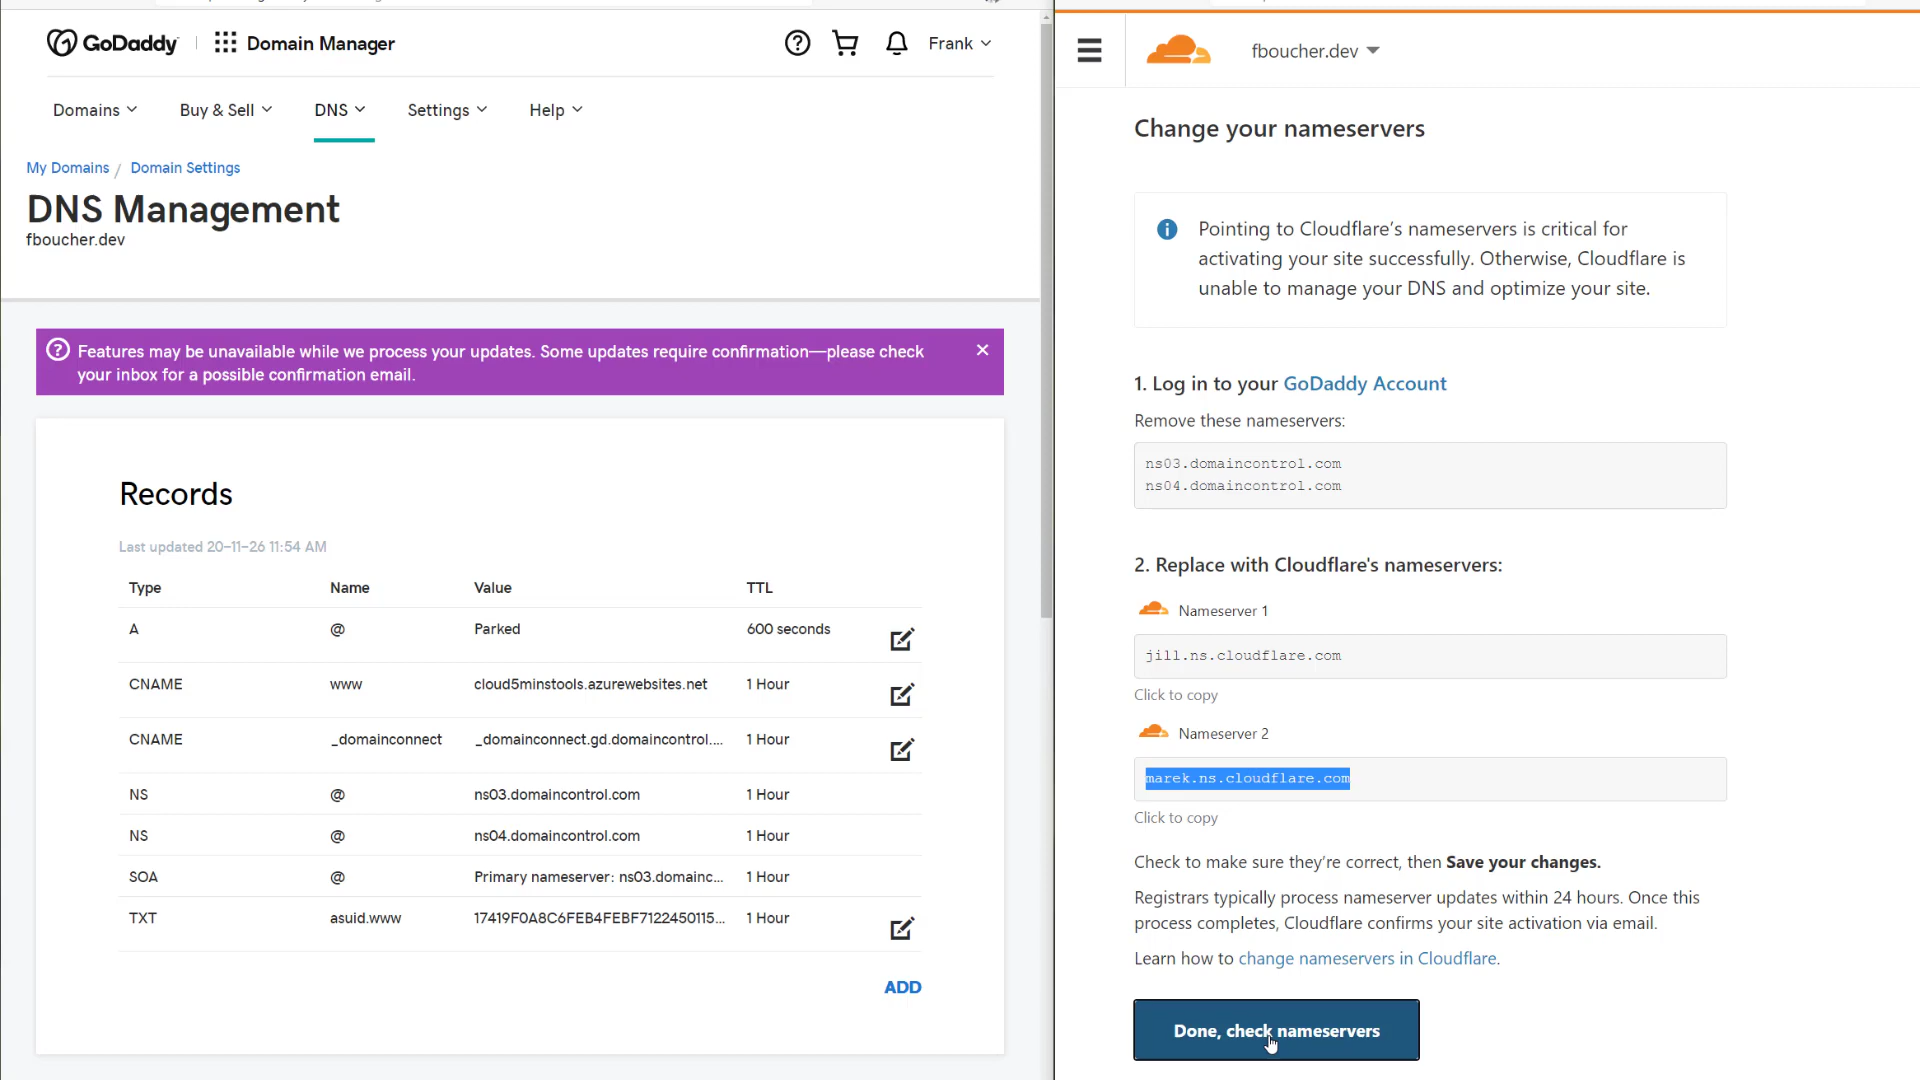 GoDaddy
Domain Manager
Frank
Domains
Buy & Sell
DNS
Settings
Help
My Domains / Domain Settings
DNS Management
fboucher.dev
Features may be unavailable while we process your updates. Some updates require confirmation—please check
your inbox for a possible confirmation email.
Records
Last updated 20-11-26 11:54 AM
Type Name Value TTL
A @ Parked 600 seconds
CNAME www cloud5minstools.azurewebsites.net 1 Hour
CNAME _domainconnect _domainconnect.gd.domaincontrol.... 1 Hour
NS @ ns03.domaincontrol.com 1 Hour
NS @ ns04.domaincontrol.com 1 Hour
SOA @ Primary nameserver: ns03.domainc... 1 Hour
TXT asuid.www 17419F0A8C6FEB4FEBF7122450115... 1 Hour
ADD
fboucher.dev
Change your nameservers
Pointing to Cloudflare’s nameservers is critical for
activating your site successfully. Otherwise, Cloudflare is
unable to manage your DNS and optimize your site.
1. Log in to your GoDaddy Account
Remove these nameservers:
ns03.domaincontrol.com
ns04.domaincontrol.com
2. Replace with Cloudflare's nameservers:
Nameserver 1
jill.ns.cloudflare.com
Click to copy
Nameserver 2
marek.ns.cloudflare.com
Click to copy
Check to make sure they’re correct, then Save your changes.
Registrars typically process nameserver updates within 24 hours. Once this
process completes, Cloudflare confirms your site activation via email.
Learn how to change nameservers in Cloudflare.
Done, check nameservers